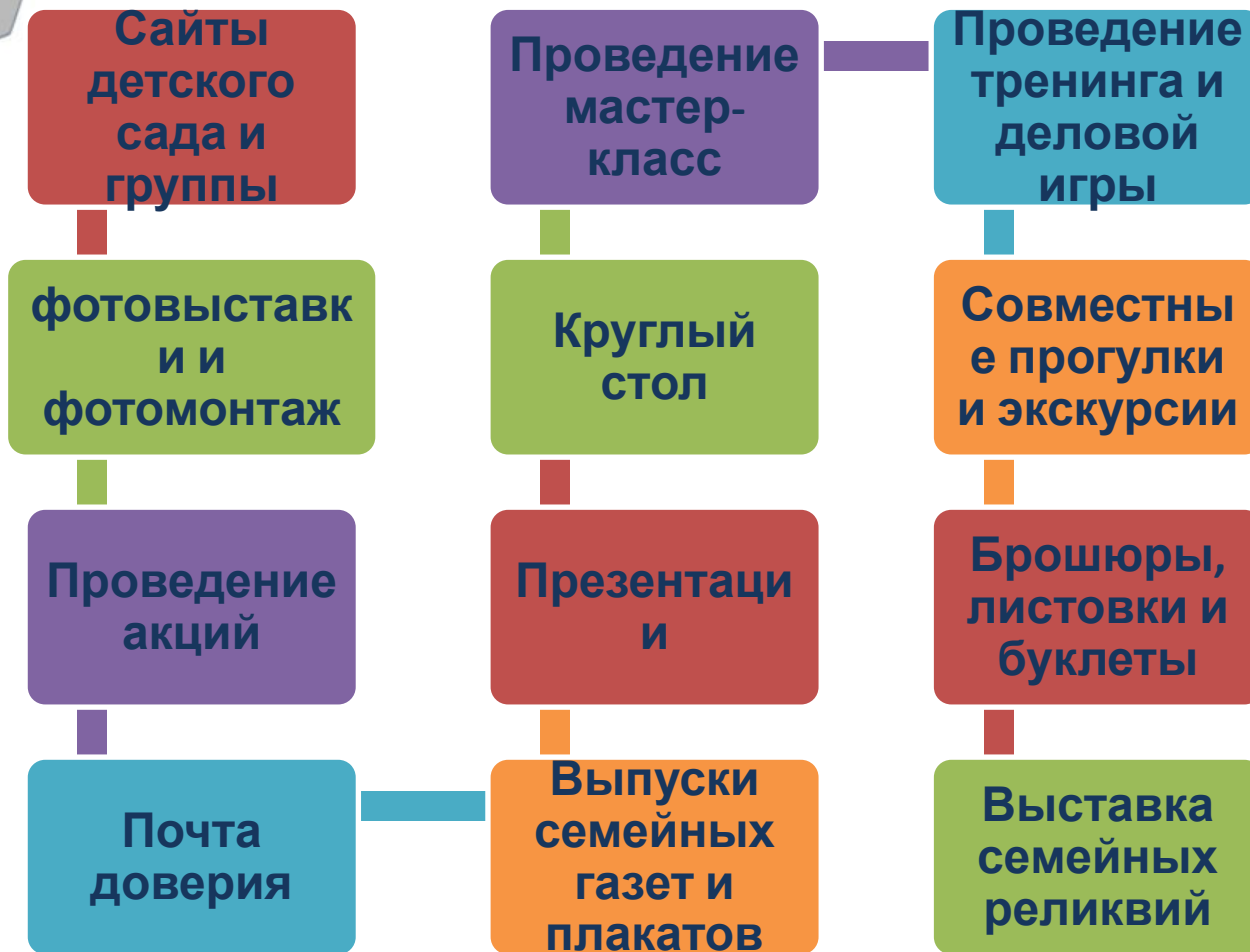 Сайты
детского
сада и
группы
фотовыставк
и и
фотомонтаж
Проведение
акций
Почта
доверия
Выпуски
семейных
газет и
плакатов
Презентаци
и
Круглый
стол
Проведение
мастер-
класс
Проведение
тренинга и
деловой
игры
Совместны
е прогулки
и экскурсии
Брошюры,
листовки и
буклеты
Выставка
семейных
реликвий